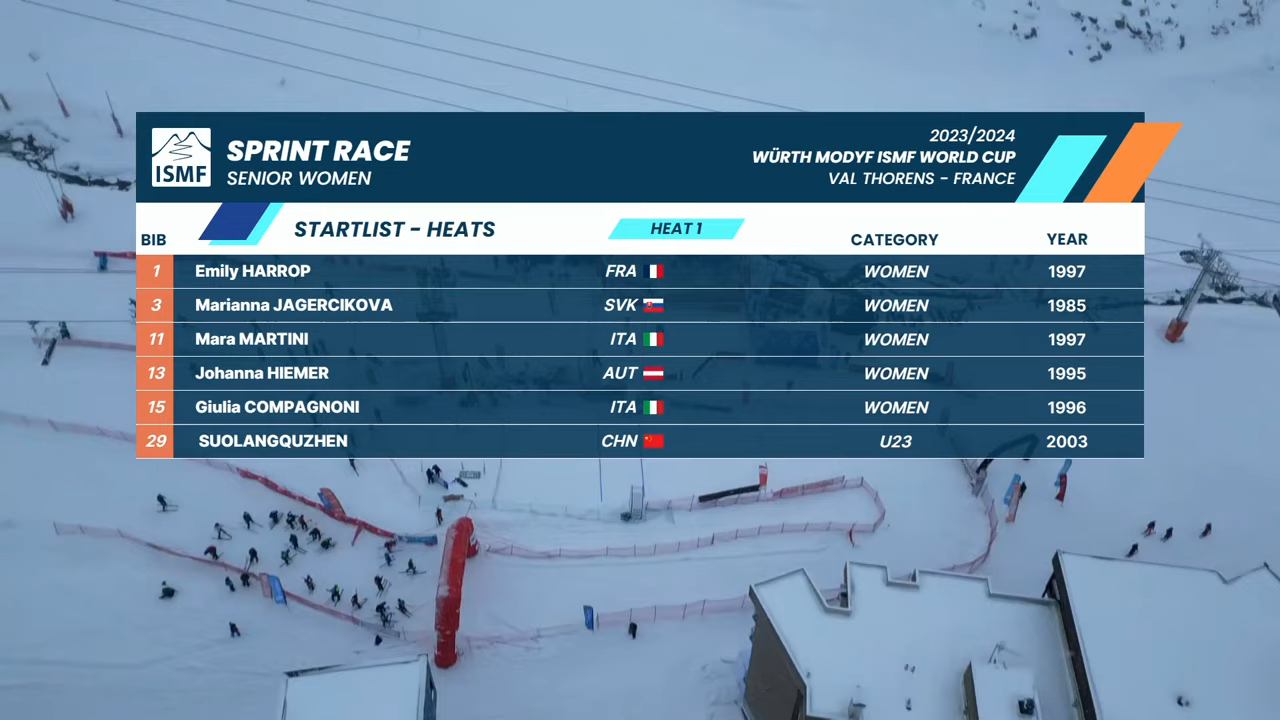 ISMF
SPRINT RACE
SENIOR WOMEN
2023/2024
WÜRTH MODYF ISMF WORLD CUP
VAL THORENS - FRANCE
BIB STARTLIST - HEATS HEAT 1 CATEGORY YEAR
1 Emily HARROP FRA WOMEN 1997
3 Marianna JAGERCIKOVA SVK WOMEN 1985
11 Mara MARTINI ITA WOMEN 1997
13 Johanna HIEMER AUT WOMEN 1995
15 Giulia COMPAGNONI ITA WOMEN 1996
29 SUOLANGQUZHEN CHN U23 2003